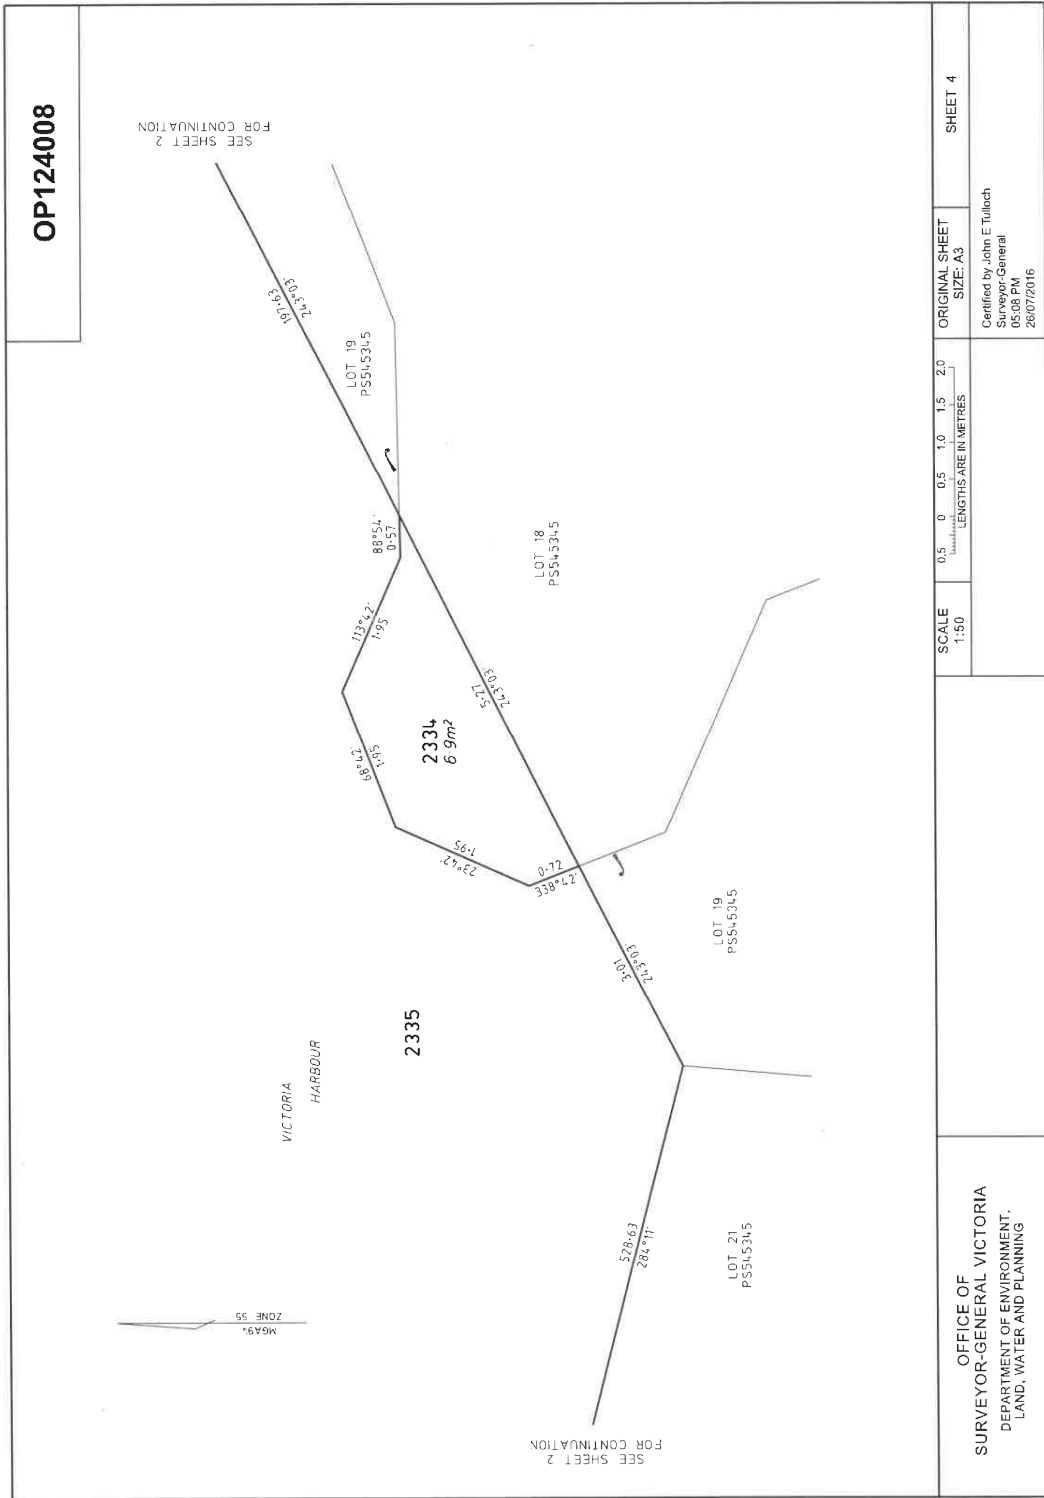 OP124008
SEE SHEET 2
FOR CONTINUATION
197·63
243°03'
LOT 19
PS545345
88°54'
0·57
113°42'
1·95
LOT 18
PS545345
5·27
243°03'
68°42'
1·95
2334
6·9m²
23°42'
1·95
0·72
338°42'
LOT 19
PS545345
3·01
243°03'
2335
VICTORIA
HARBOUR
528·63
284°11'
LOT 21
PS545345
MGA94
ZONE 55
SEE SHEET 2
FOR CONTINUATION
OFFICE OF
SURVEYOR-GENERAL VICTORIA
DEPARTMENT OF ENVIRONMENT,
LAND, WATER AND PLANNING
SCALE
1:50
0.5 0 0.5 1.0 1.5 2.0
LENGTHS ARE IN METRES
ORIGINAL SHEET
SIZE: A3
SHEET 4
Certified by John E Tulloch
Surveyor-General
05:08 PM
26/07/2016